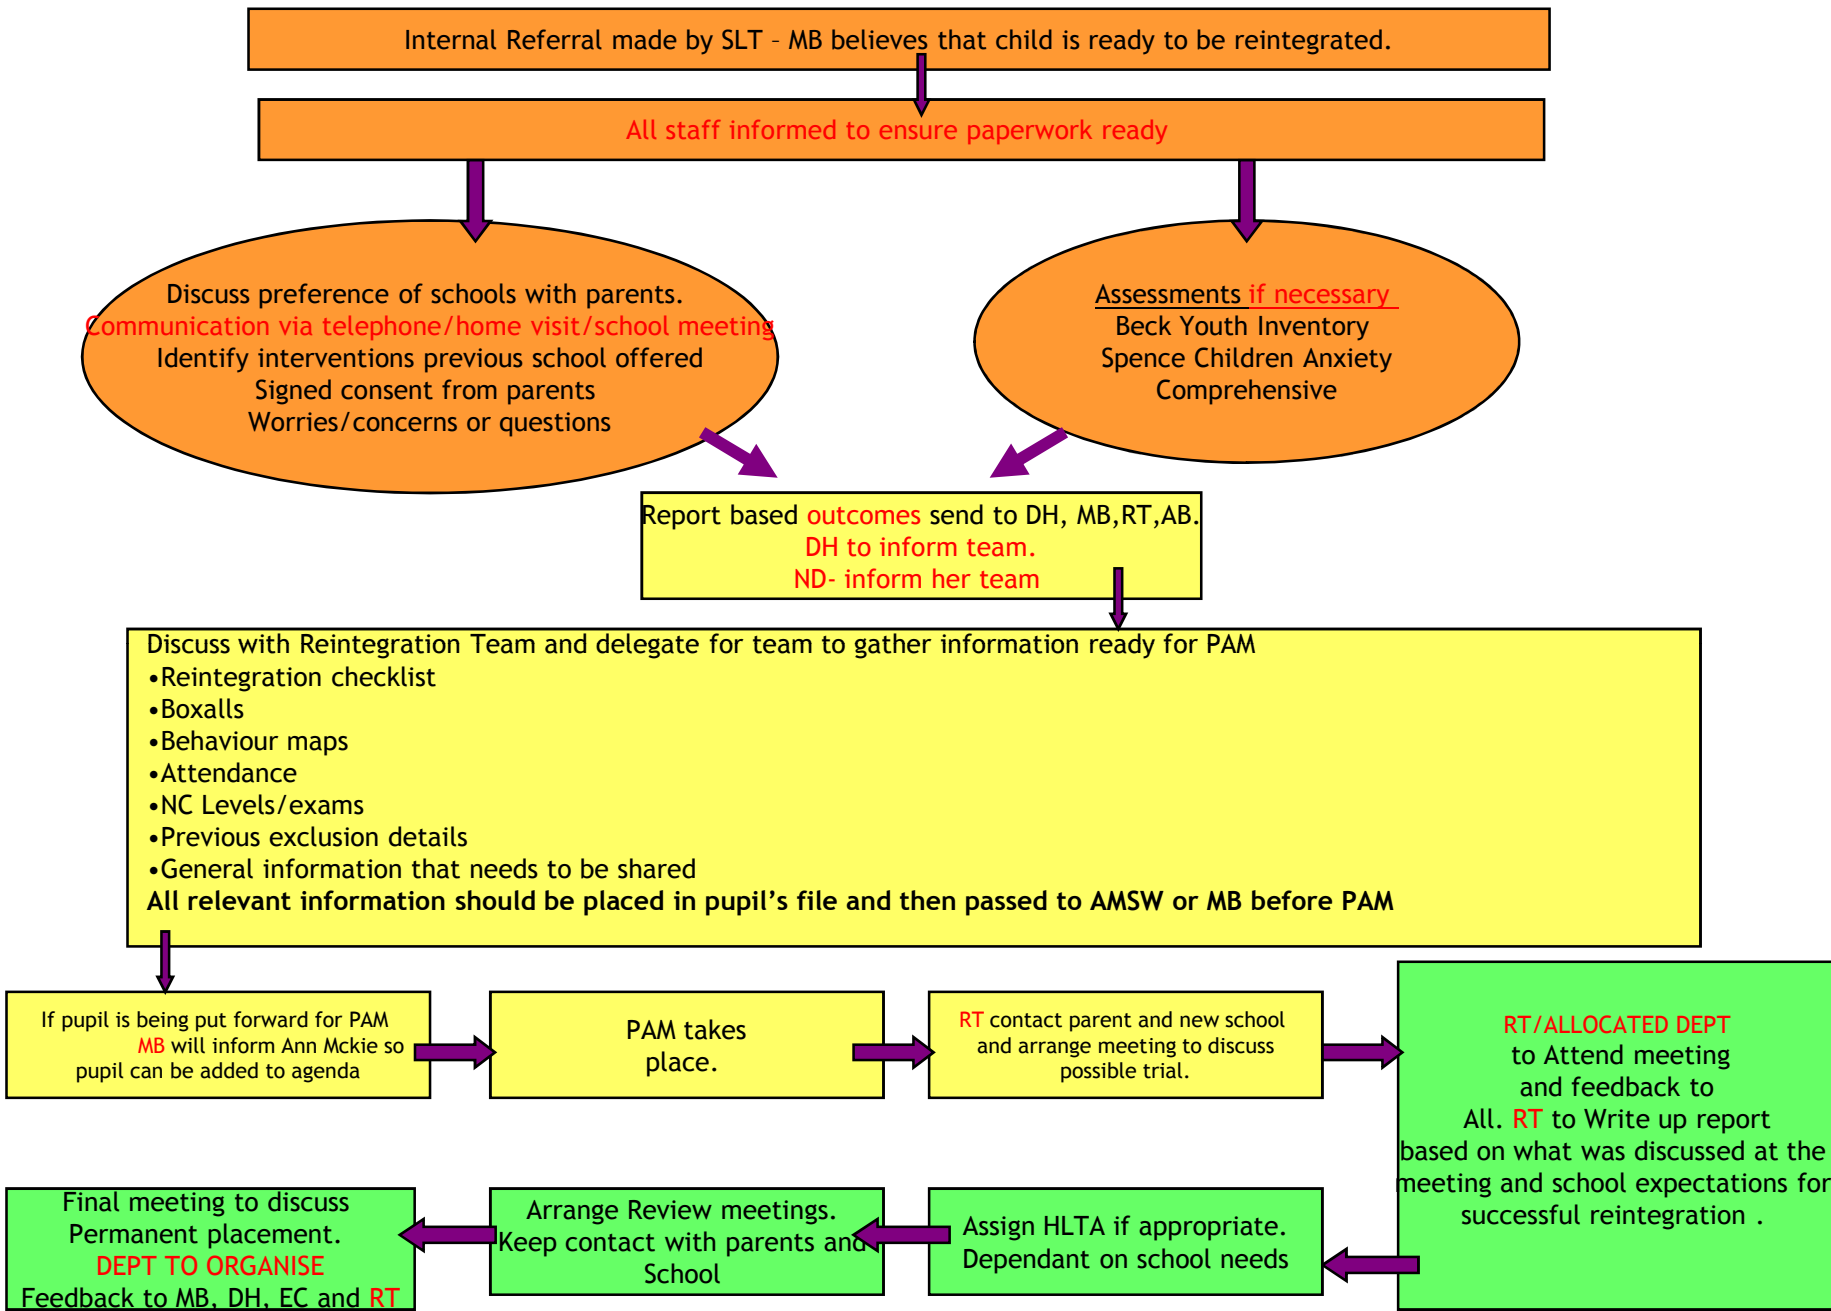 Internal Referral made by SLT – MB believes that child is ready to be reintegrated.
All staff informed to ensure paperwork ready
Discuss preference of schools with parents.
Communication via telephone/home visit/school meeting
Identify interventions previous school offered
Signed consent from parents
Worries/concerns or questions
Assessments if necessary
Beck Youth Inventory
Spence Children Anxiety
Comprehensive
Report based outcomes send to DH, MB,RT,AB.
DH to inform team.
ND- inform her team
Discuss with Reintegration Team and delegate for team to gather information ready for PAM
•Reintegration checklist
•Boxalls
•Behaviour maps
•Attendance
•NC Levels/exams
•Previous exclusion details
•General information that needs to be shared
All relevant information should be placed in pupil’s file and then passed to AMSW or MB before PAM
If pupil is being put forward for PAM
MB will inform Ann Mckie so
pupil can be added to agenda
PAM takes
place.
RT contact parent and new school
and arrange meeting to discuss
possible trial.
RT/ALLOCATED DEPT
to Attend meeting
and feedback to
All. RT to Write up report
based on what was discussed at the
meeting and school expectations for
successful reintegration .
Assign HLTA if appropriate.
Dependant on school needs
Arrange Review meetings.
Keep contact with parents and
School
Final meeting to discuss
Permanent placement.
DEPT TO ORGANISE
Feedback to MB, DH, EC and RT